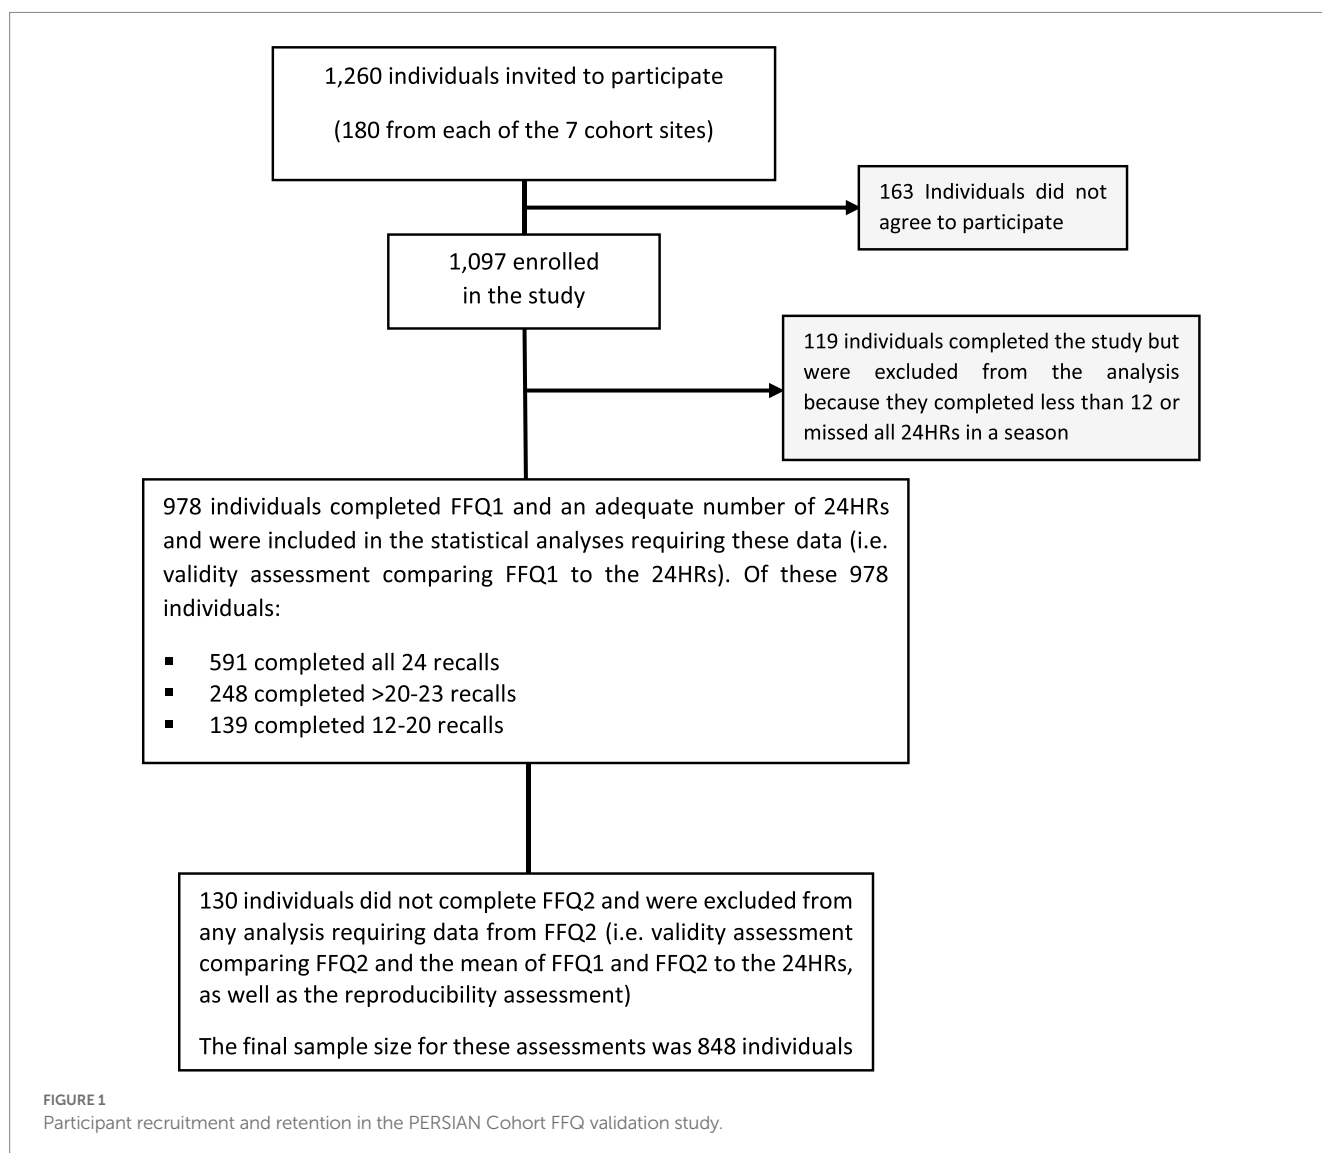 1,260 individuals invited to participate
(180 from each of the 7 cohort sites)
163 Individuals did not
agree to participate
1,097 enrolled
in the study
119 individuals completed the study but
were excluded from the analysis
because they completed less than 12 or
missed all 24HRs in a season
978 individuals completed FFQ1 and an adequate number of 24HRs
and were included in the statistical analyses requiring these data (i.e.
validity assessment comparing FFQ1 to the 24HRs). Of these 978
individuals:
▪ 591 completed all 24 recalls
▪ 248 completed >20-23 recalls
▪ 139 completed 12-20 recalls
130 individuals did not complete FFQ2 and were excluded from
any analysis requiring data from FFQ2 (i.e. validity assessment
comparing FFQ2 and the mean of FFQ1 and FFQ2 to the 24HRs,
as well as the reproducibility assessment)
The final sample size for these assessments was 848 individuals
FIGURE 1
Participant recruitment and retention in the PERSIAN Cohort FFQ validation study.